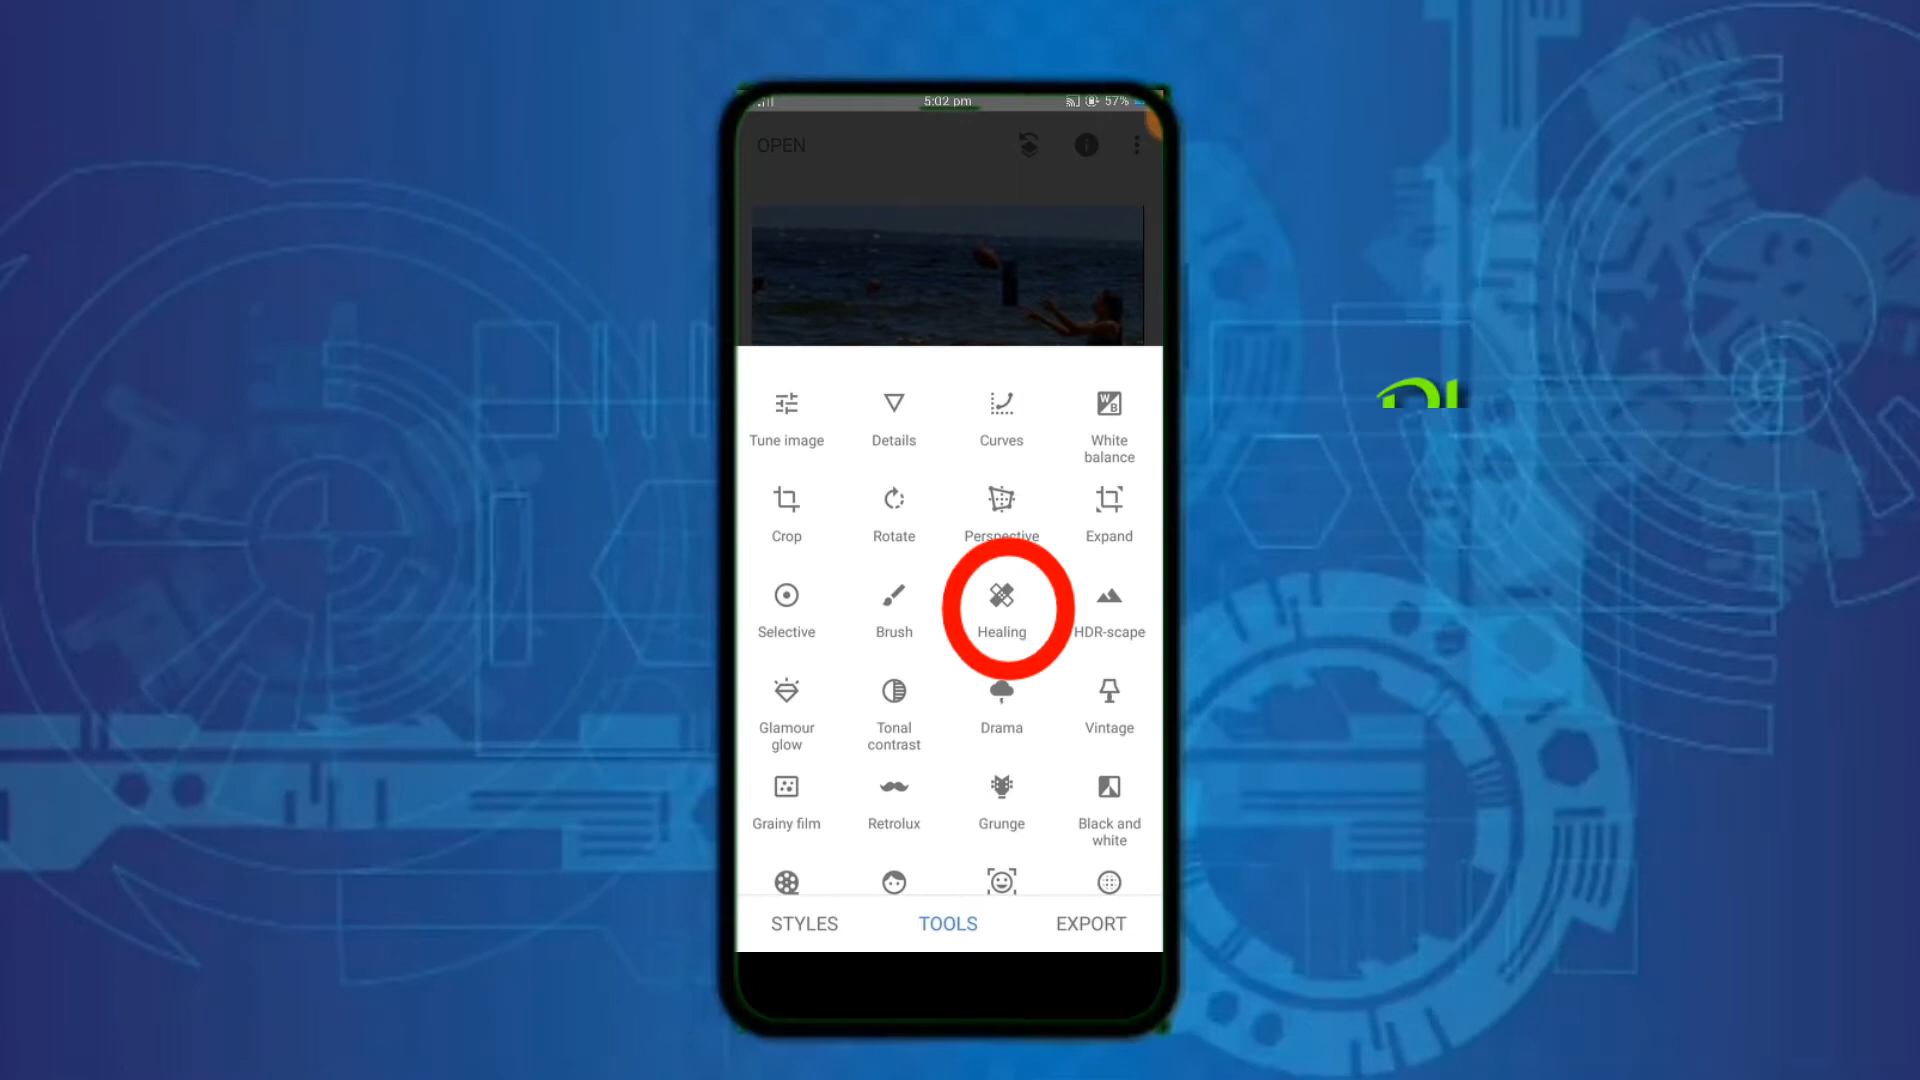 5:02 pm
57%
OPEN
Tune image
Details
Curves
White
balance
Crop
Rotate
Perspective
Expand
Selective
Brush
Healing
HDR-scape
Glamour
glow
Tonal
contrast
Drama
Vintage
Grainy film
Retrolux
Grunge
Black and
white
STYLES
TOOLS
EXPORT